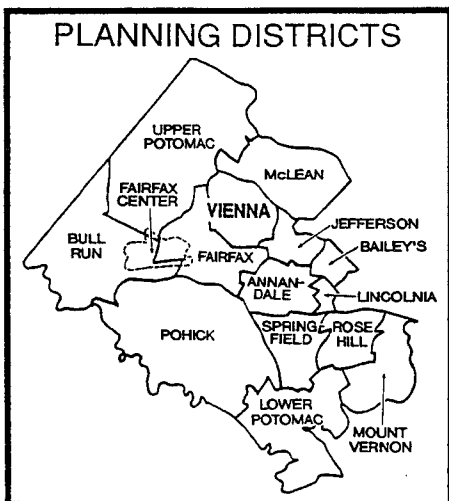 PLANNING DISTRICTS
UPPER
POTOMAC
McLEAN
FAIRFAX
CENTER
VIENNA
JEFFERSON
BULL
RUN
FAIRFAX
BAILEY'S
ANNAN-
DALE
LINCOLNIA
POHICK
SPRING
FIELD
ROSE
HILL
LOWER
POTOMAC
MOUNT
VERNON